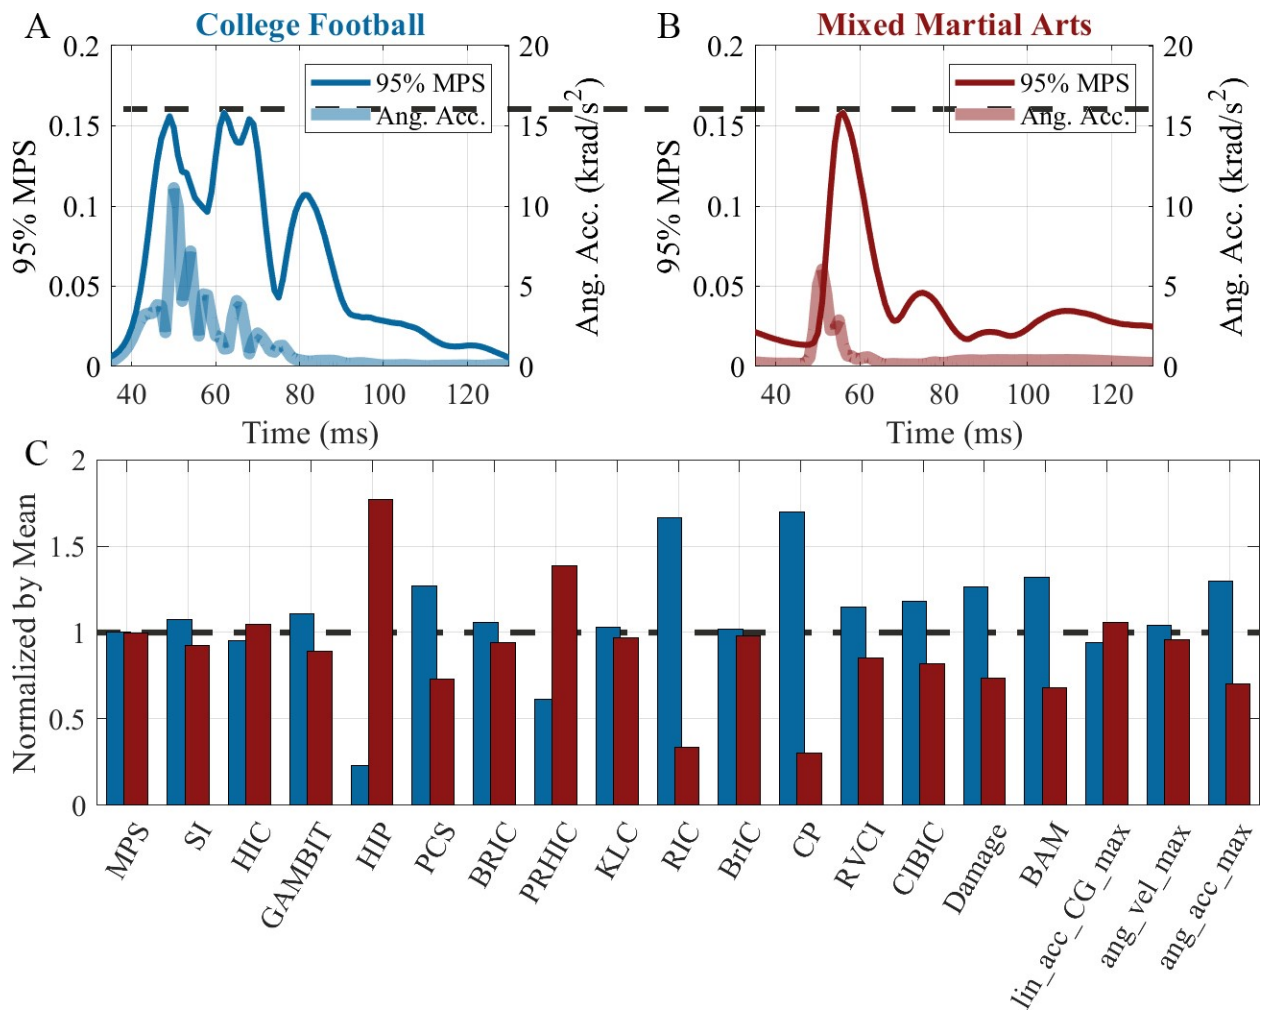 A
College Football
95% MPS
Ang. Acc.
0.2
0.15
0.1
0.05
0
95% MPS
20
15
10
5
0
Ang. Acc. (krad/s²)
40 60 80 100 120
Time (ms)
B
Mixed Martial Arts
95% MPS
Ang. Acc.
0.2
0.15
0.1
0.05
0
95% MPS
20
15
10
5
0
Ang. Acc. (krad/s²)
40 60 80 100 120
Time (ms)
C
2
1.5
1
0.5
0
Normalized by Mean
MPS
SI
HIC
GAMBIT
HIP
PCS
BRIC
PRHIC
KLC
RIC
BrIC
CP
RVCI
CIBIC
Damage
BAM
lin_acc_CG_max
ang_vel_max
ang_acc_max